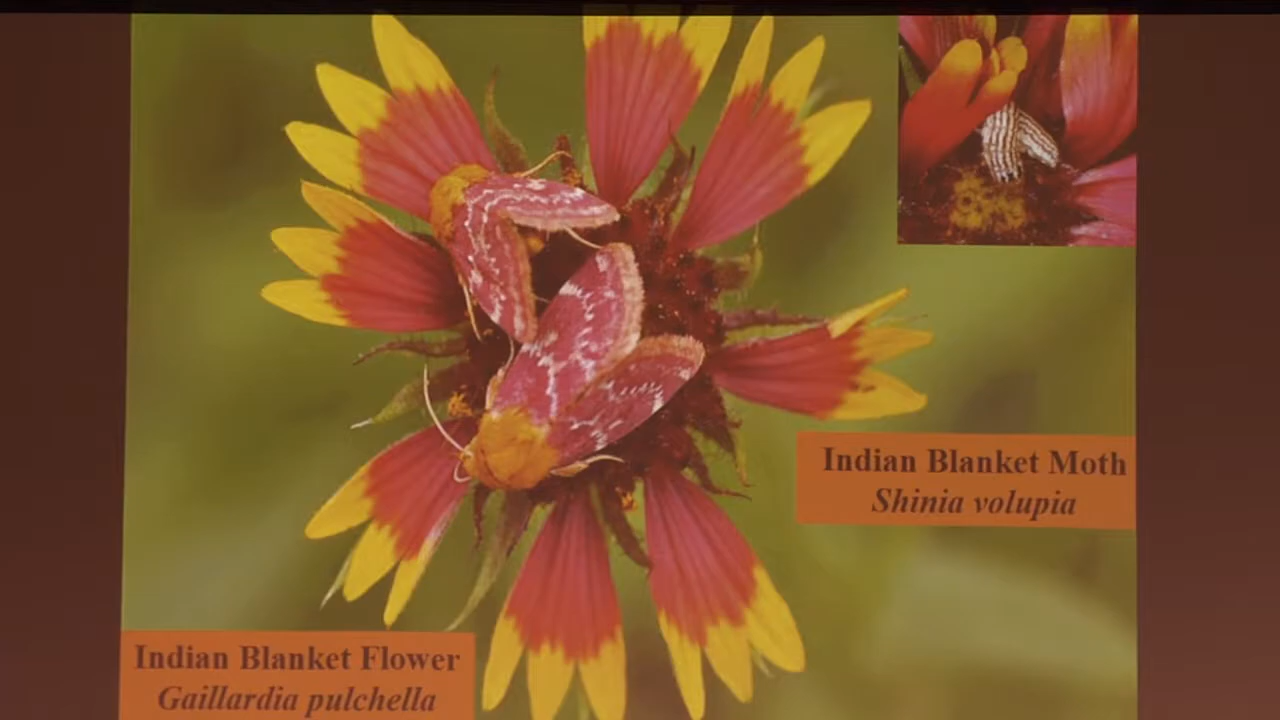 Indian Blanket Moth
Shinia volupia
Indian Blanket Flower
Gaillardia pulchella